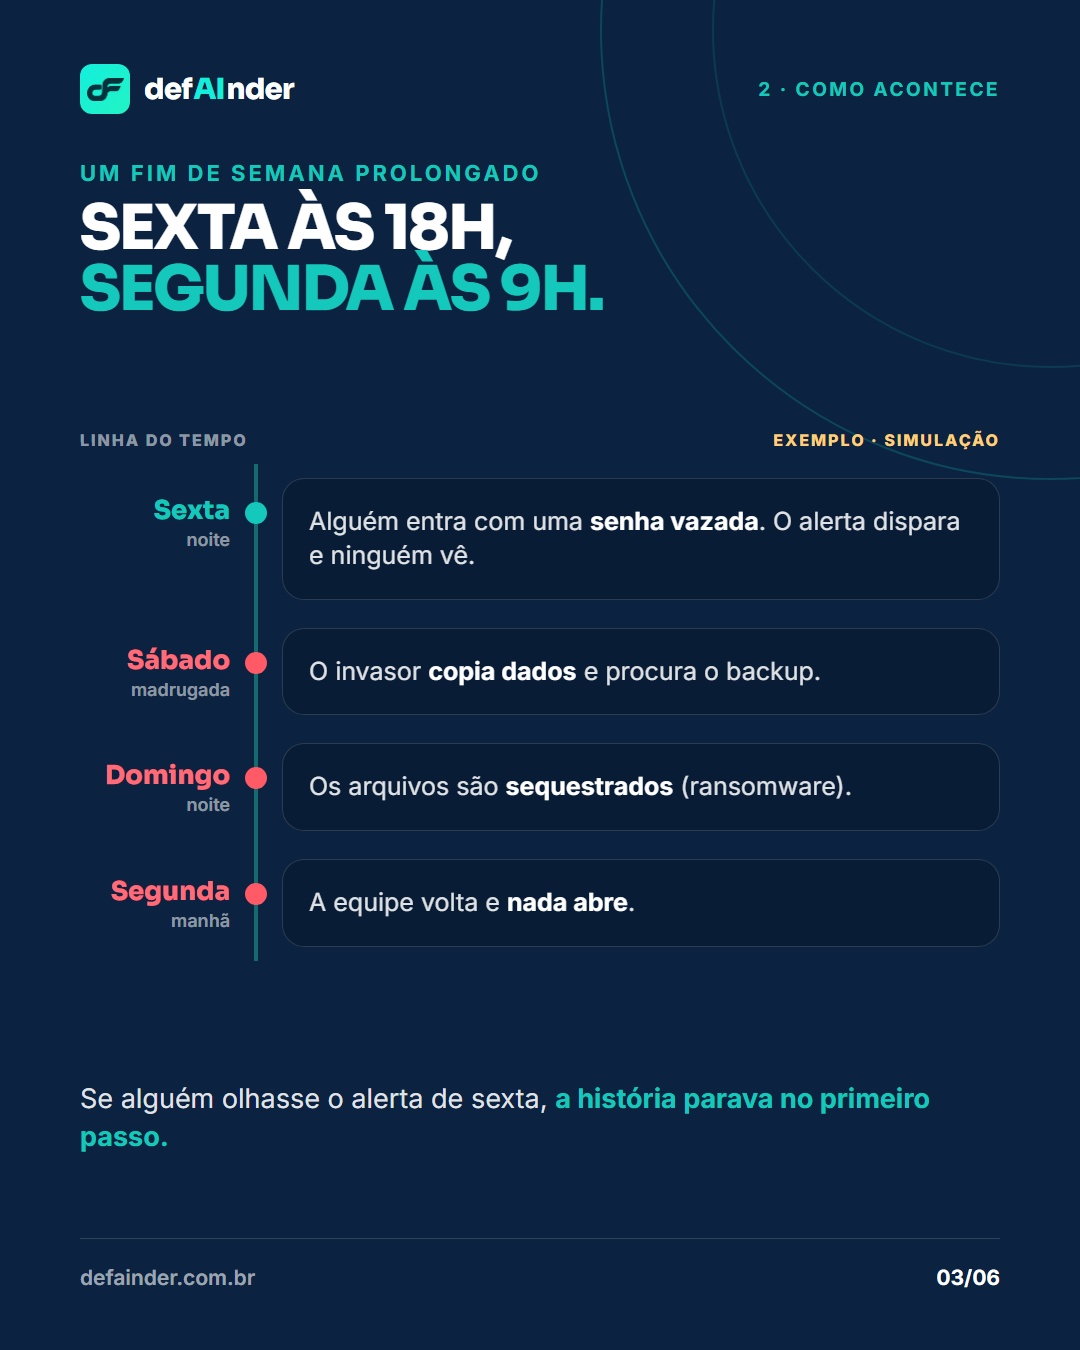 defAInder
2 · COMO ACONTECE
UM FIM DE SEMANA PROLONGADO
SEXTA ÀS 18H,
SEGUNDA ÀS 9H.
LINHA DO TEMPO
EXEMPLO · SIMULAÇÃO
Sexta
noite
Alguém entra com uma senha vazada. O alerta dispara
e ninguém vê.
Sábado
madrugada
O invasor copia dados e procura o backup.
Domingo
noite
Os arquivos são sequestrados (ransomware).
Segunda
manhã
A equipe volta e nada abre.
Se alguém olhasse o alerta de sexta, a história parava no primeiro
passo.
defainder.com.br
03/06